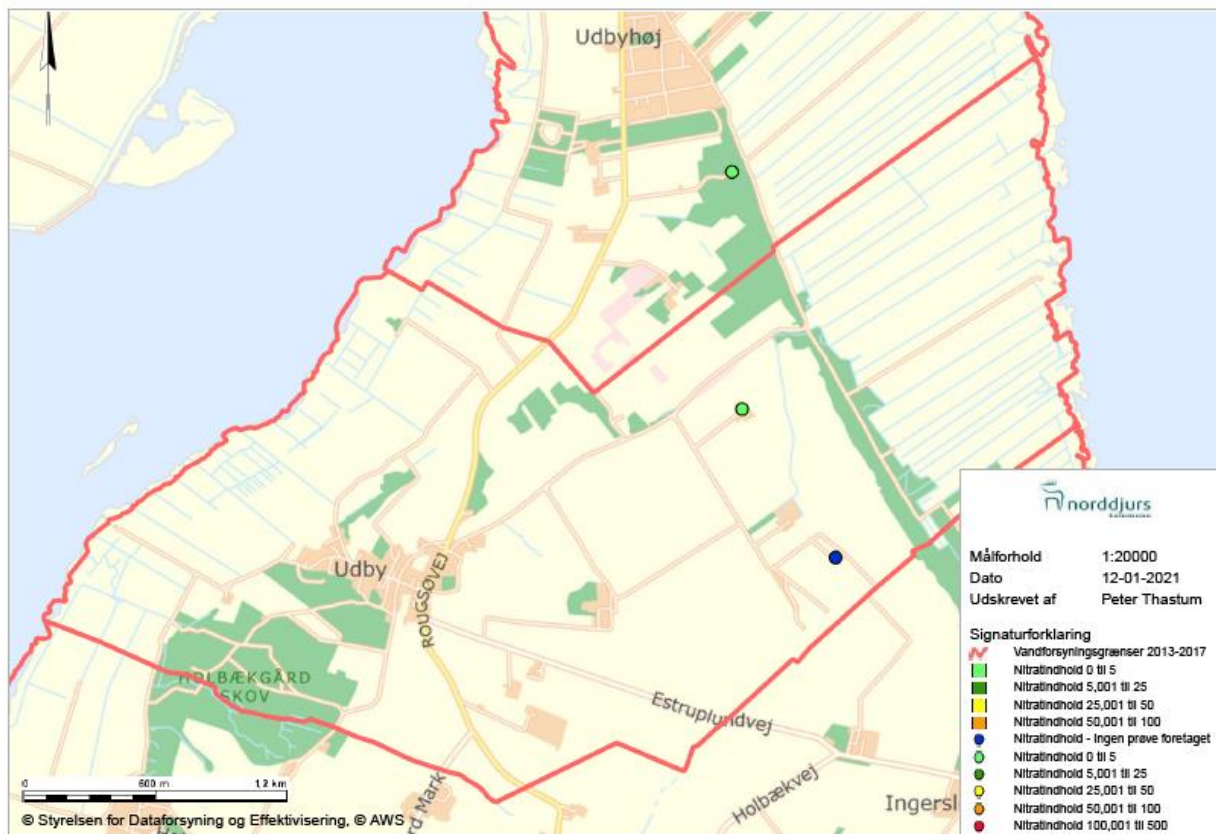 Udbyhøj
Udby
ROUGSØVEJ
HOLBÆKGÅRD
SKOV
Estruplundvej
Holbækvej
Ingersl
rd Mark
norddjurs
kommune
Målforhold 1:20000
Dato 12-01-2021
Udskrevet af Peter Thastum
Signaturforklaring
Vandforsyningsgrænser 2013-2017
Nitratindhold 0 til 5
Nitratindhold 5,001 til 25
Nitratindhold 25,001 til 50
Nitratindhold 50,001 til 100
Nitratindhold - Ingen prøve foretaget
Nitratindhold 0 til 5
Nitratindhold 5,001 til 25
Nitratindhold 25,001 til 50
Nitratindhold 50,001 til 100
Nitratindhold 100,001 til 500
0 600 m 1,2 km
© Styrelsen for Dataforsyning og Effektivisering, © AWS